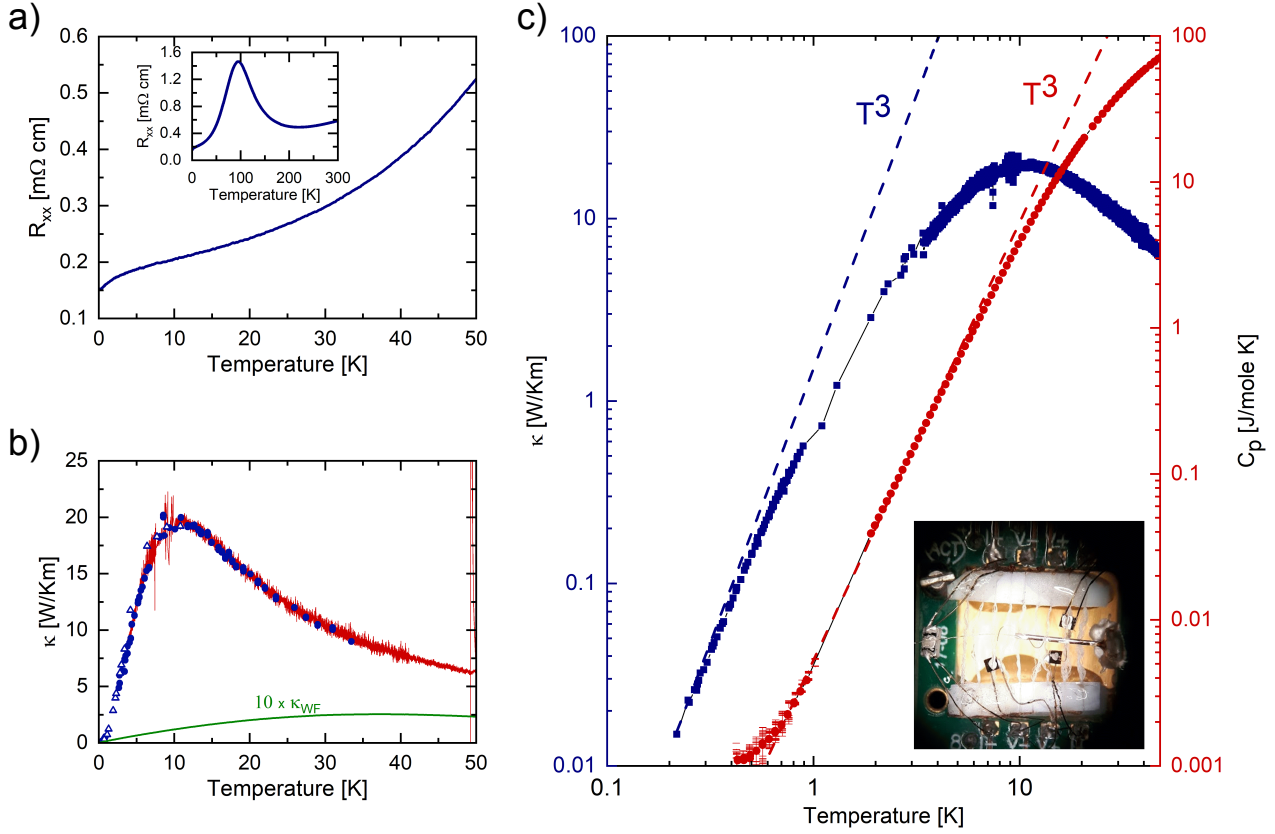 a)
0.6
0.5
0.4
0.3
0.2
0.1
R_xx [mΩ cm]
0 10 20 30 40 50
Temperature [K]
1.6
1.2
0.8
0.4
0.0
R_xx [mΩ cm]
0 100 200 300
Temperature [K]
b)
25
20
15
10
5
0
κ [W/Km]
10 x κ_WF
0 10 20 30 40 50
Temperature [K]
c)
100
10
1
0.1
0.01
κ [W/Km]
T³
T³
100
10
1
0.1
0.01
0.001
C_p [J/mole K]
0.1 1 10
Temperature [K]